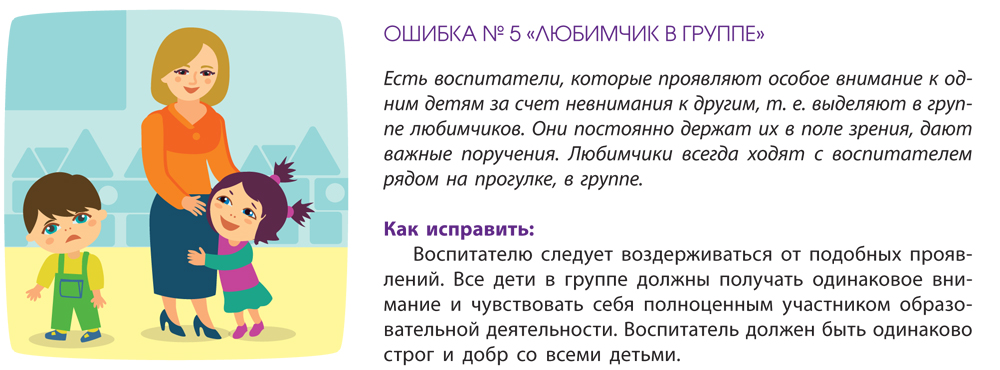 ОШИБКА № 5 «ЛЮБИМЧИК В ГРУППЕ»
Есть воспитатели, которые проявляют особое внимание к од-
ним детям за счет невнимания к другим, т. е. выделяют в груп-
пе любимчиков. Они постоянно держат их в поле зрения, дают
важные поручения. Любимчики всегда ходят с воспитателем
рядом на прогулке, в группе.
Как исправить:
Воспитателю следует воздерживаться от подобных прояв-
лений. Все дети в группе должны получать одинаковое вни-
мание и чувствовать себя полноценным участником образо-
вательной деятельности. Воспитатель должен быть одинаково
строг и добр со всеми детьми.